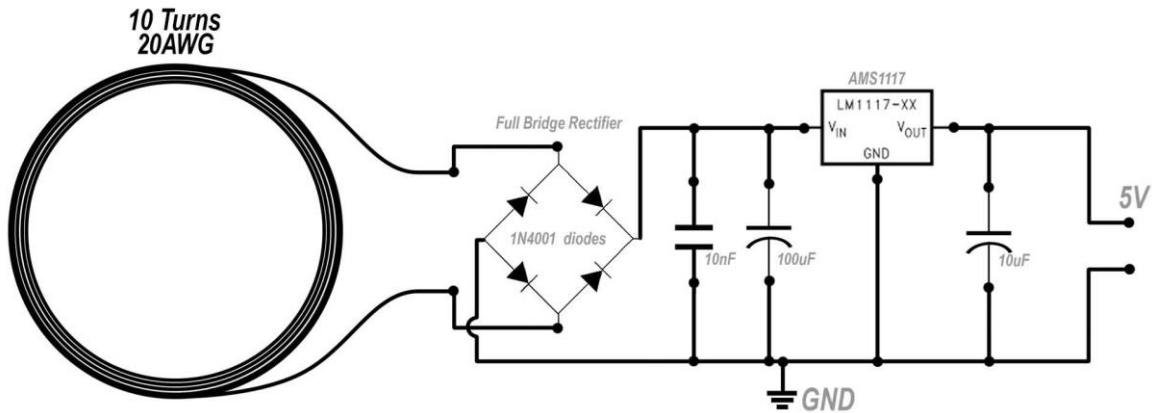 10 Turns
20AWG
Full Bridge Rectifier
1N4001 diodes
10nF
100uF
AMS1117
LM1117-XX
VIN
VOUT
GND
10uF
5V
GND